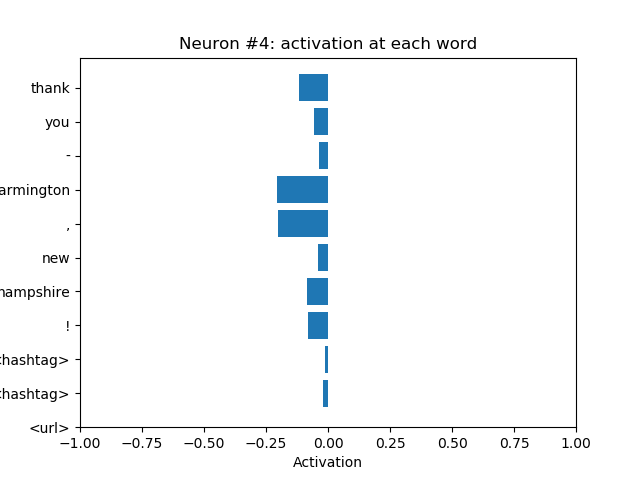 Neuron #4: activation at each word
thank
you
-
armington
,
new
hampshire
!
<hashtag>
<hashtag>
<url>
−1.00 −0.75 −0.50 −0.25 0.00 0.25 0.50 0.75 1.00
Activation